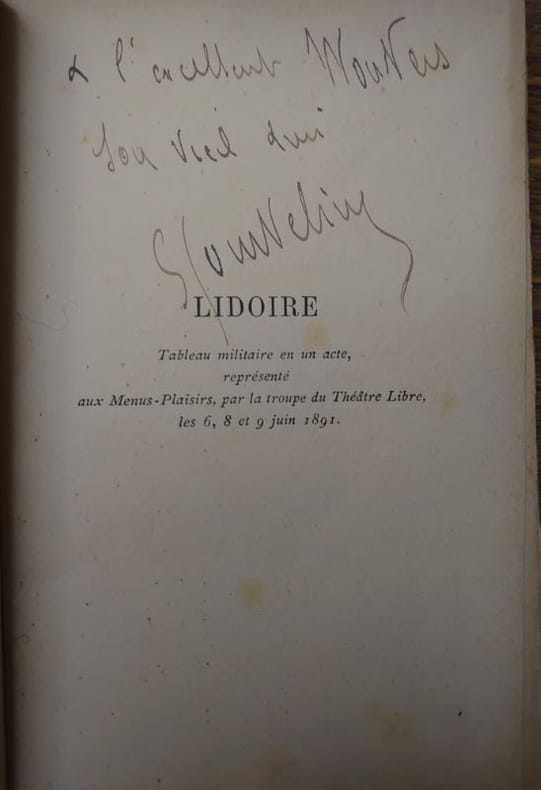 à l'excellent Wouters
Son vieil ami
G Courteline
LIDOIRE
Tableau militaire en un acte,
représenté
aux Menus-Plaisirs, par la troupe du Théâtre Libre,
les 6, 8 et 9 juin 1891.